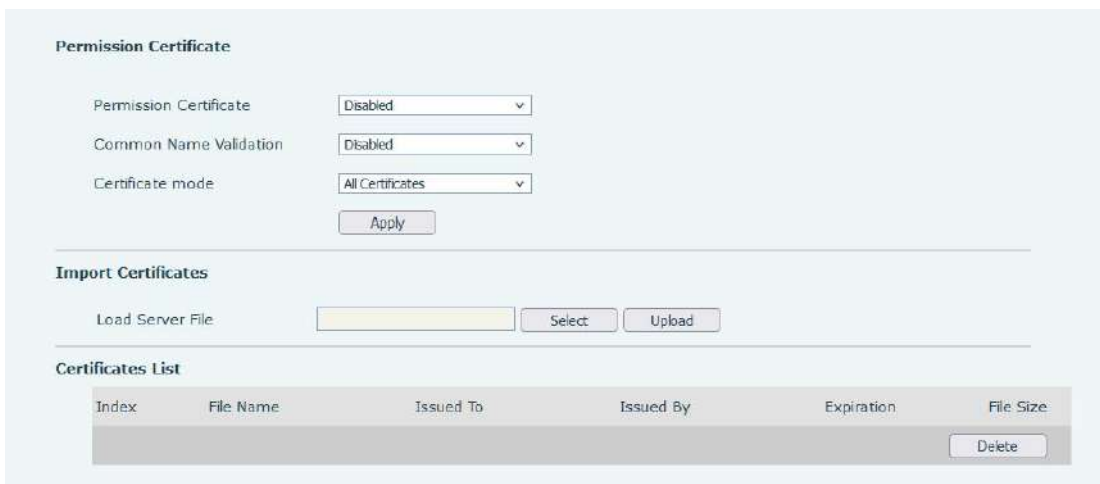 Permission Certificate
Permission Certificate Disabled
Common Name Validation Disabled
Certificate mode All Certificates
Apply
Import Certificates
Load Server File Select Upload
Certificates List
Index File Name Issued To Issued By Expiration File Size
Delete